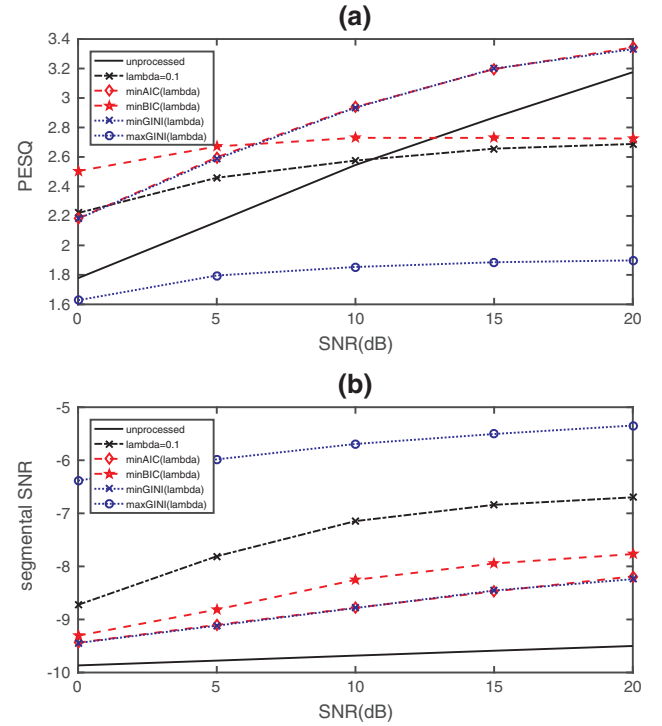 (a)
3.4
3.2
3
2.8
2.6
2.4
2.2
2
1.8
1.6
PESQ
unprocessed
lambda=0.1
minAIC(lambda)
minBIC(lambda)
minGINI(lambda)
maxGINI(lambda)
0 5 10 15 20
SNR(dB)
(b)
-5
-6
-7
-8
-9
-10
segmental SNR
unprocessed
lambda=0.1
minAIC(lambda)
minBIC(lambda)
minGINI(lambda)
maxGINI(lambda)
0 5 10 15 20
SNR(dB)